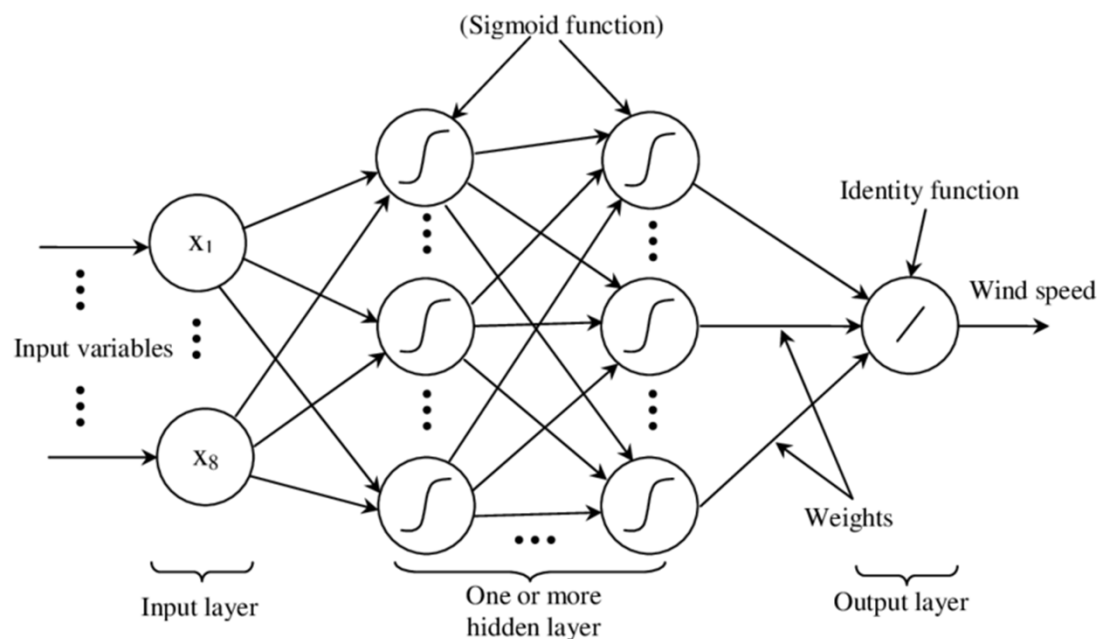 (Sigmoid function)
Identity function
x₁
Wind speed
Input variables
x₈
Weights
Input layer
One or more
hidden layer
Output layer